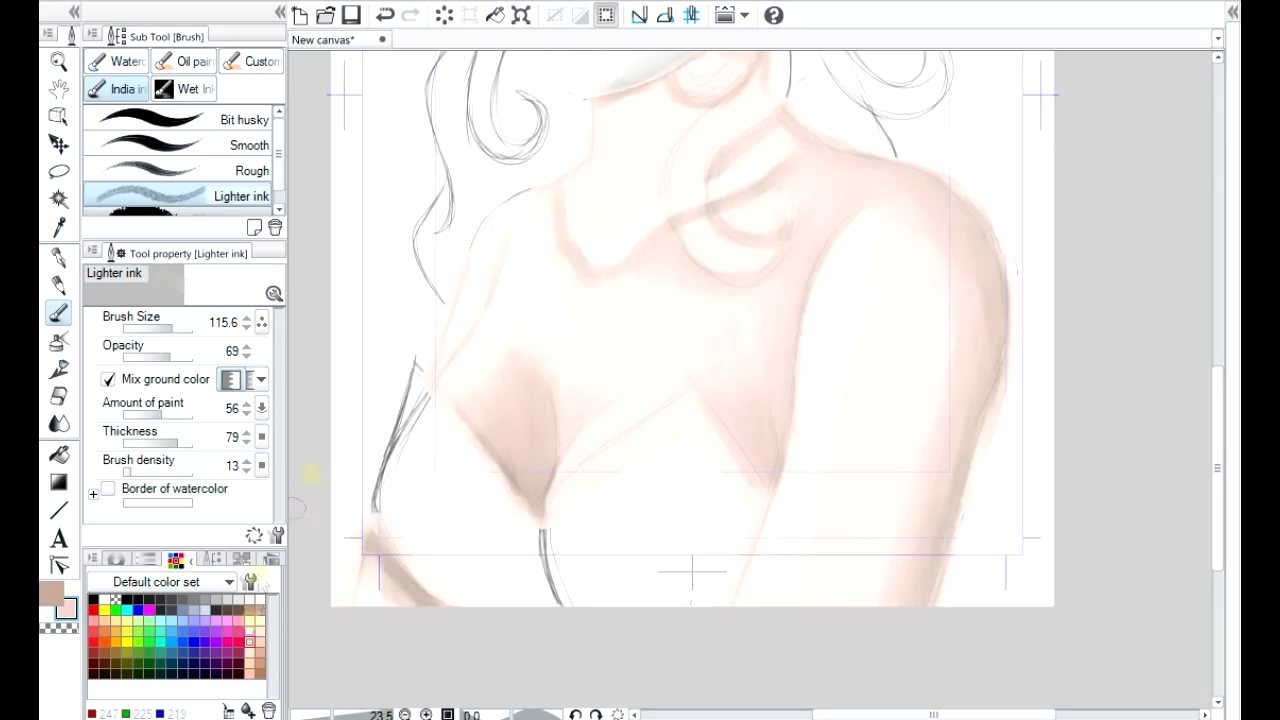 Sub Tool [Brush]
New canvas*
Waterc
Oil pain
Custom
India in
Wet Ink
Bit husky
Smooth
Rough
Lighter ink
Tool property [Lighter ink]
Lighter ink
Brush Size 115.6
Opacity 69
Mix ground color
Amount of paint 56
Thickness 79
Brush density 13
Border of watercolor
Default color set
247 225 219
23.5
0.0